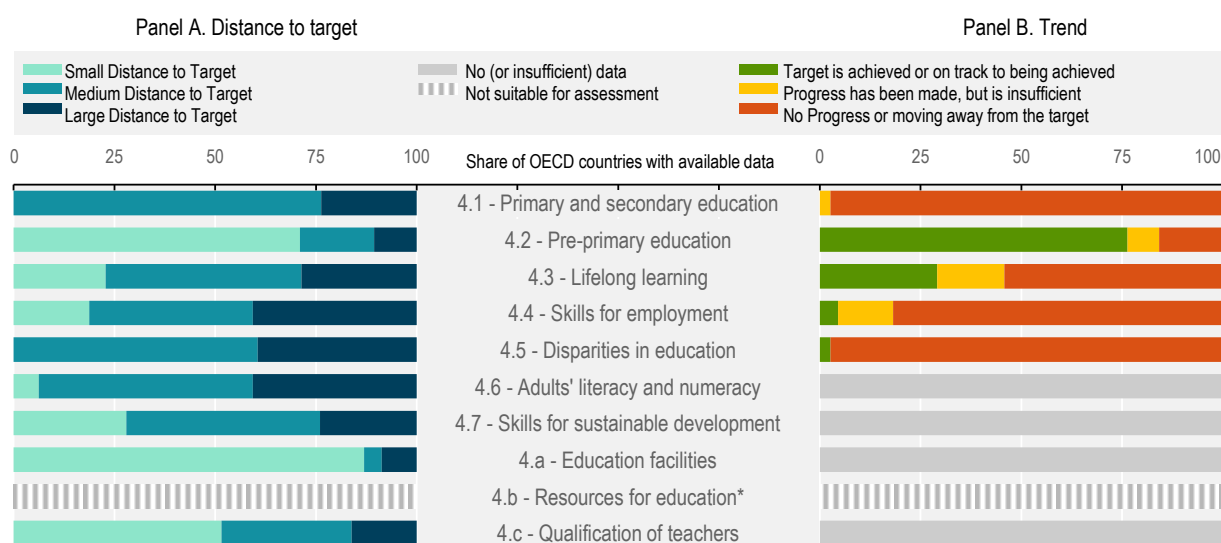 Panel A. Distance to target
Panel B. Trend
Small Distance to Target
Medium Distance to Target
Large Distance to Target
No (or insufficient) data
Not suitable for assessment
Target is achieved or on track to being achieved
Progress has been made, but is insufficient
No Progress or moving away from the target
0 25 50 75 100
Share of OECD countries with available data
0 25 50 75 100
4.1 - Primary and secondary education
4.2 - Pre-primary education
4.3 - Lifelong learning
4.4 - Skills for employment
4.5 - Disparities in education
4.6 - Adults' literacy and numeracy
4.7 - Skills for sustainable development
4.a - Education facilities
4.b - Resources for education*
4.c - Qualification of teachers